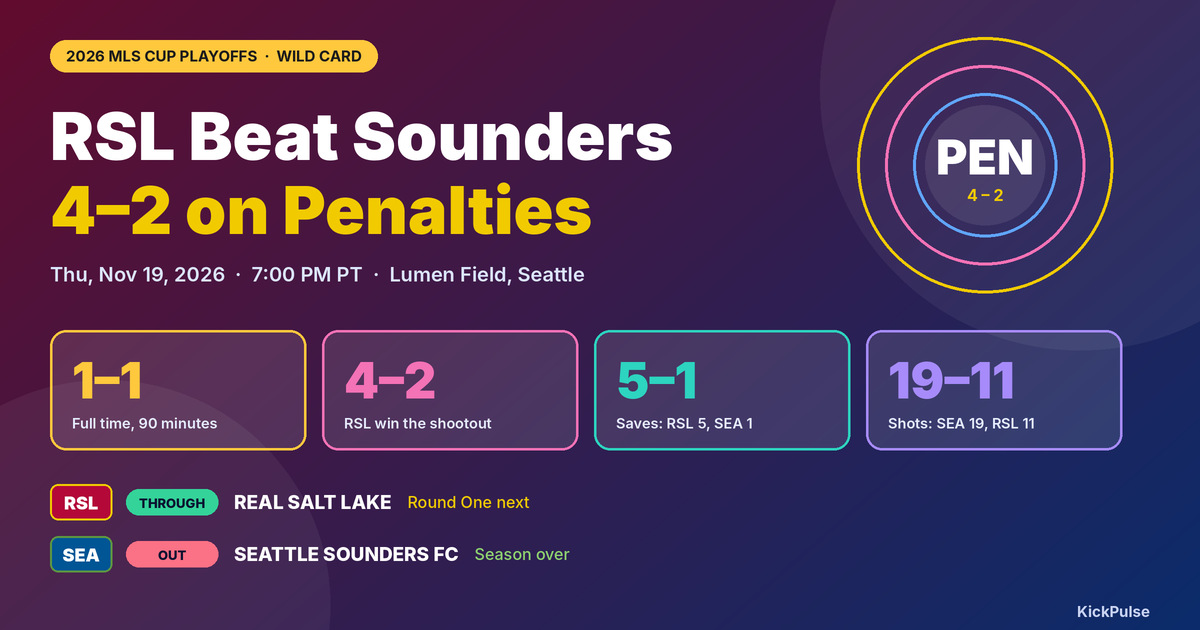 2026 MLS CUP PLAYOFFS · WILD CARD
RSL Beat Sounders
4–2 on Penalties
Thu, Nov 19, 2026 · 7:00 PM PT · Lumen Field, Seattle
PEN
4–2
1–1
Full time, 90 minutes
4–2
RSL win the shootout
5–1
Saves: RSL 5, SEA 1
19–11
Shots: SEA 19, RSL 11
RSL THROUGH REAL SALT LAKE Round One next
SEA OUT SEATTLE SOUNDERS FC Season over
KickPulse